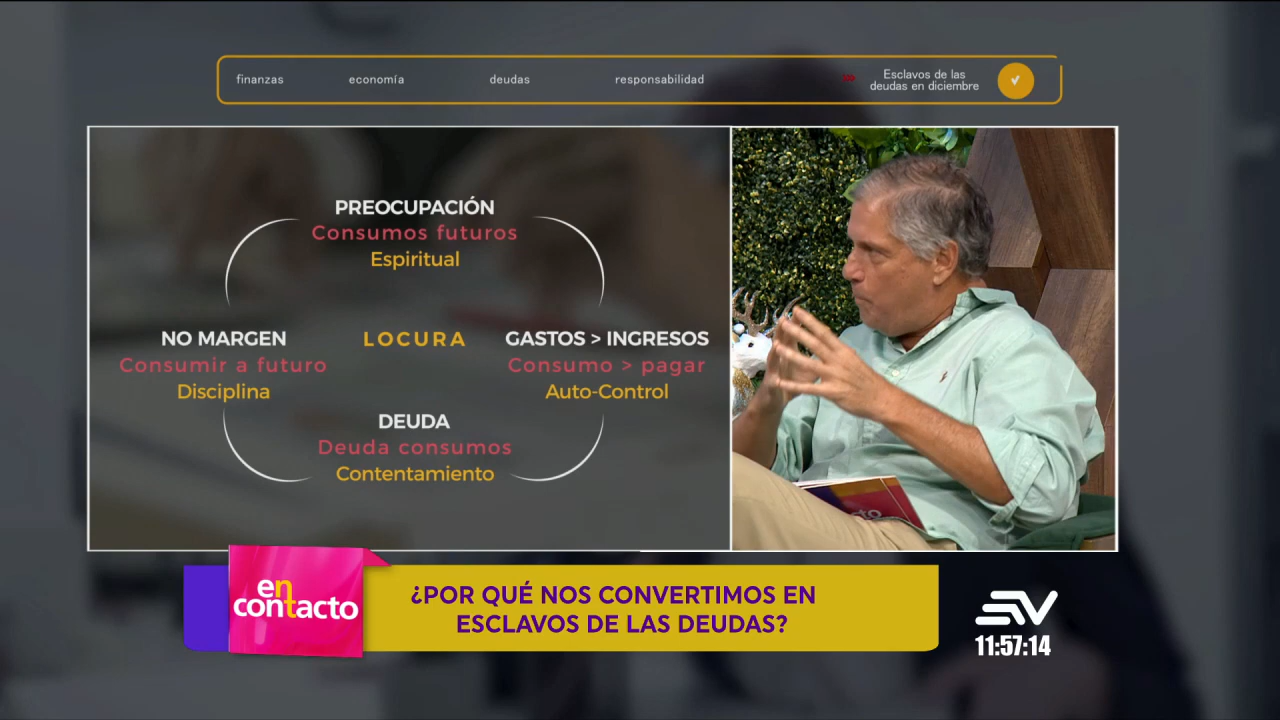 finanzas
economía
deudas
responsabilidad
Esclavos de las
deudas en diciembre
PREOCUPACIÓN
Consumos futuros
Espiritual
NO MARGEN
Consumir a futuro
Disciplina
LOCURA
GASTOS > INGRESOS
Consumo > pagar
Auto-Control
DEUDA
Deuda consumos
Contentamiento
en
contacto
¿POR QUÉ NOS CONVERTIMOS EN
ESCLAVOS DE LAS DEUDAS?
11:57:14